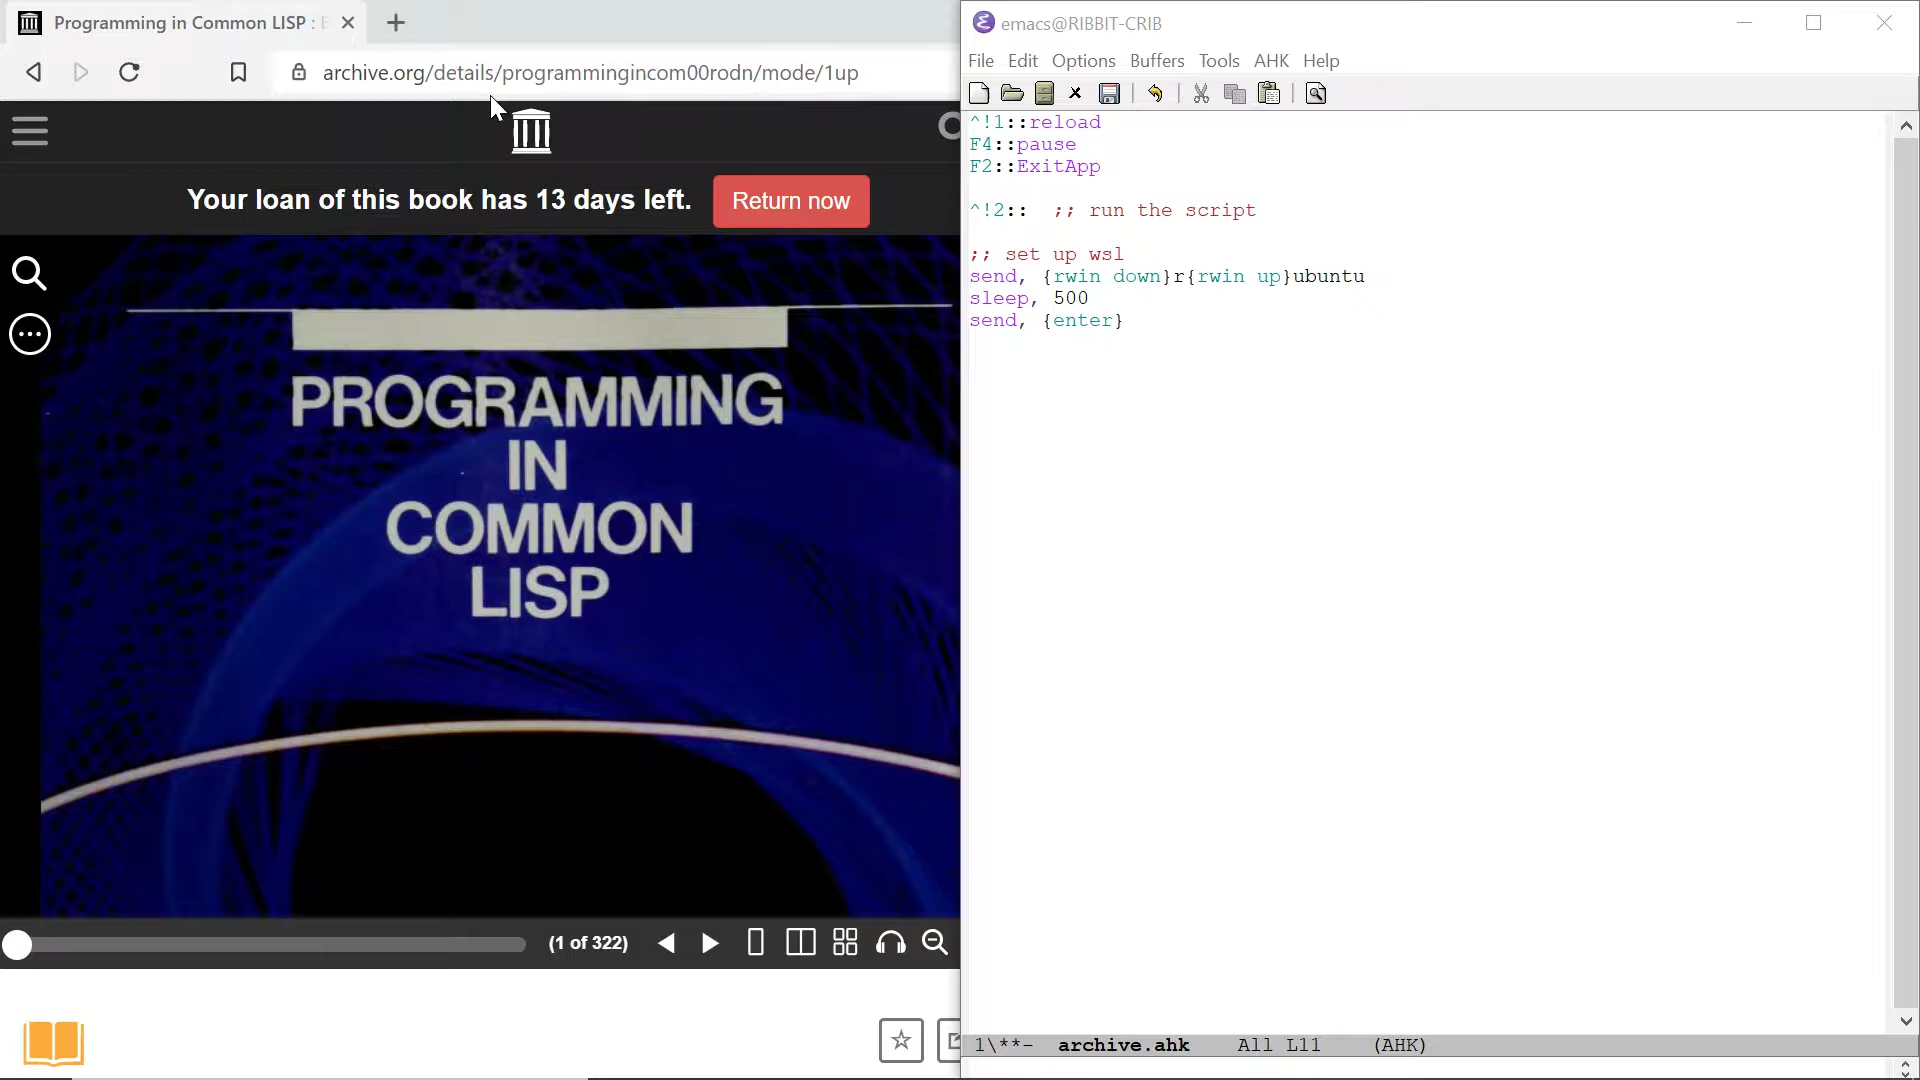 Programming in Common LISP :
archive.org/details/programmingincom00rodn/mode/1up
Your loan of this book has 13 days left.
Return now
PROGRAMMING
IN
COMMON
LISP
(1 of 322)
emacs@RIBBIT-CRIB
File Edit Options Buffers Tools AHK Help
^!1::reload
F4::pause
F2::ExitApp
^!2::  ;; run the script
;; set up wsl
send, {rwin down}r{rwin up}ubuntu
sleep, 500
send, {enter}
1\**-  archive.ahk    All L11    (AHK)